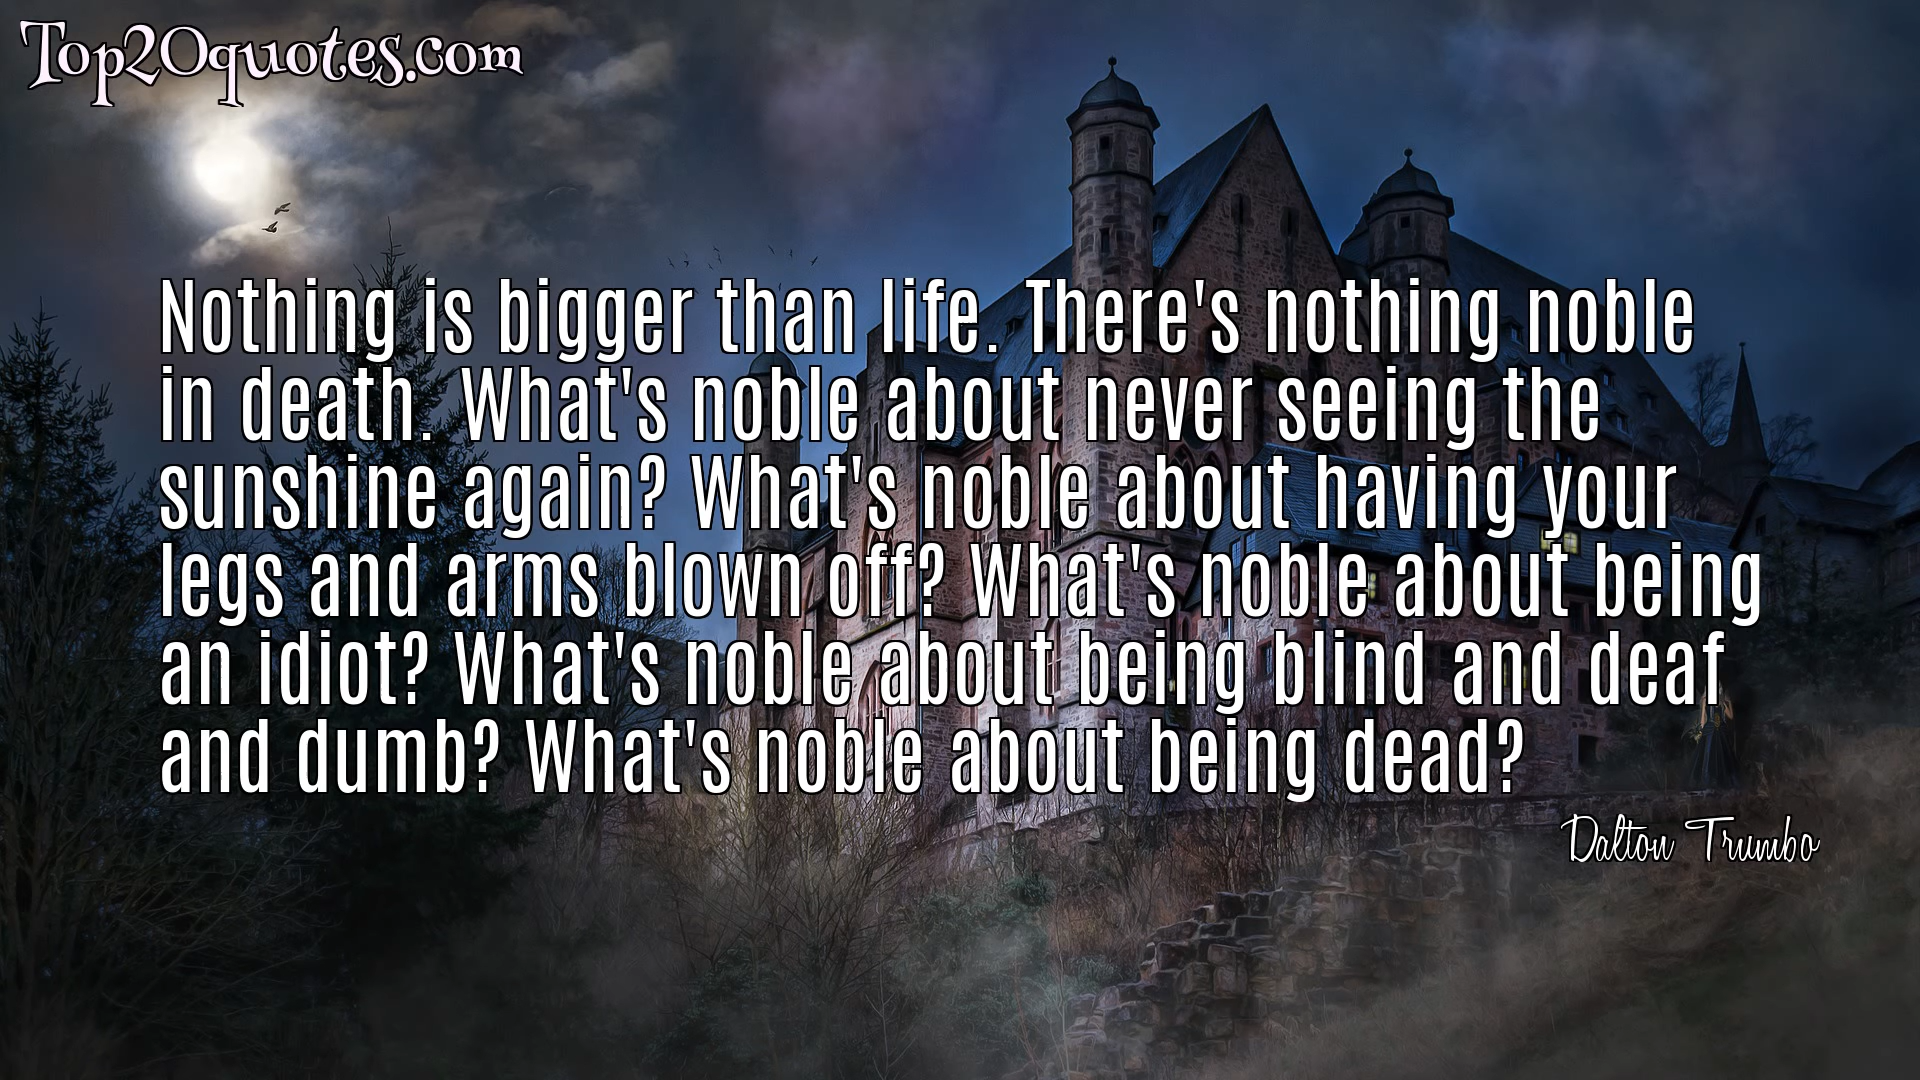 Top20quotes.com
Nothing is bigger than life. There's nothing noble
in death. What's noble about never seeing the
sunshine again? What's noble about having your
legs and arms blown off? What's noble about being
an idiot? What's noble about being blind and deaf
and dumb? What's noble about being dead?
Dalton Trumbo